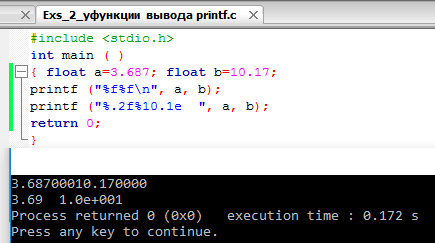 Exs_2_уфункции вывода printf.c
#include <stdio.h>
int main ( )
{ float a=3.687; float b=10.17;
printf ("%f%f\n", a, b);
printf ("%.2f%10.1e  ", a, b);
return 0;
}
3.68700010.170000
3.69  1.0e+001
Process returned 0 (0x0)   execution time : 0.172 s
Press any key to continue.